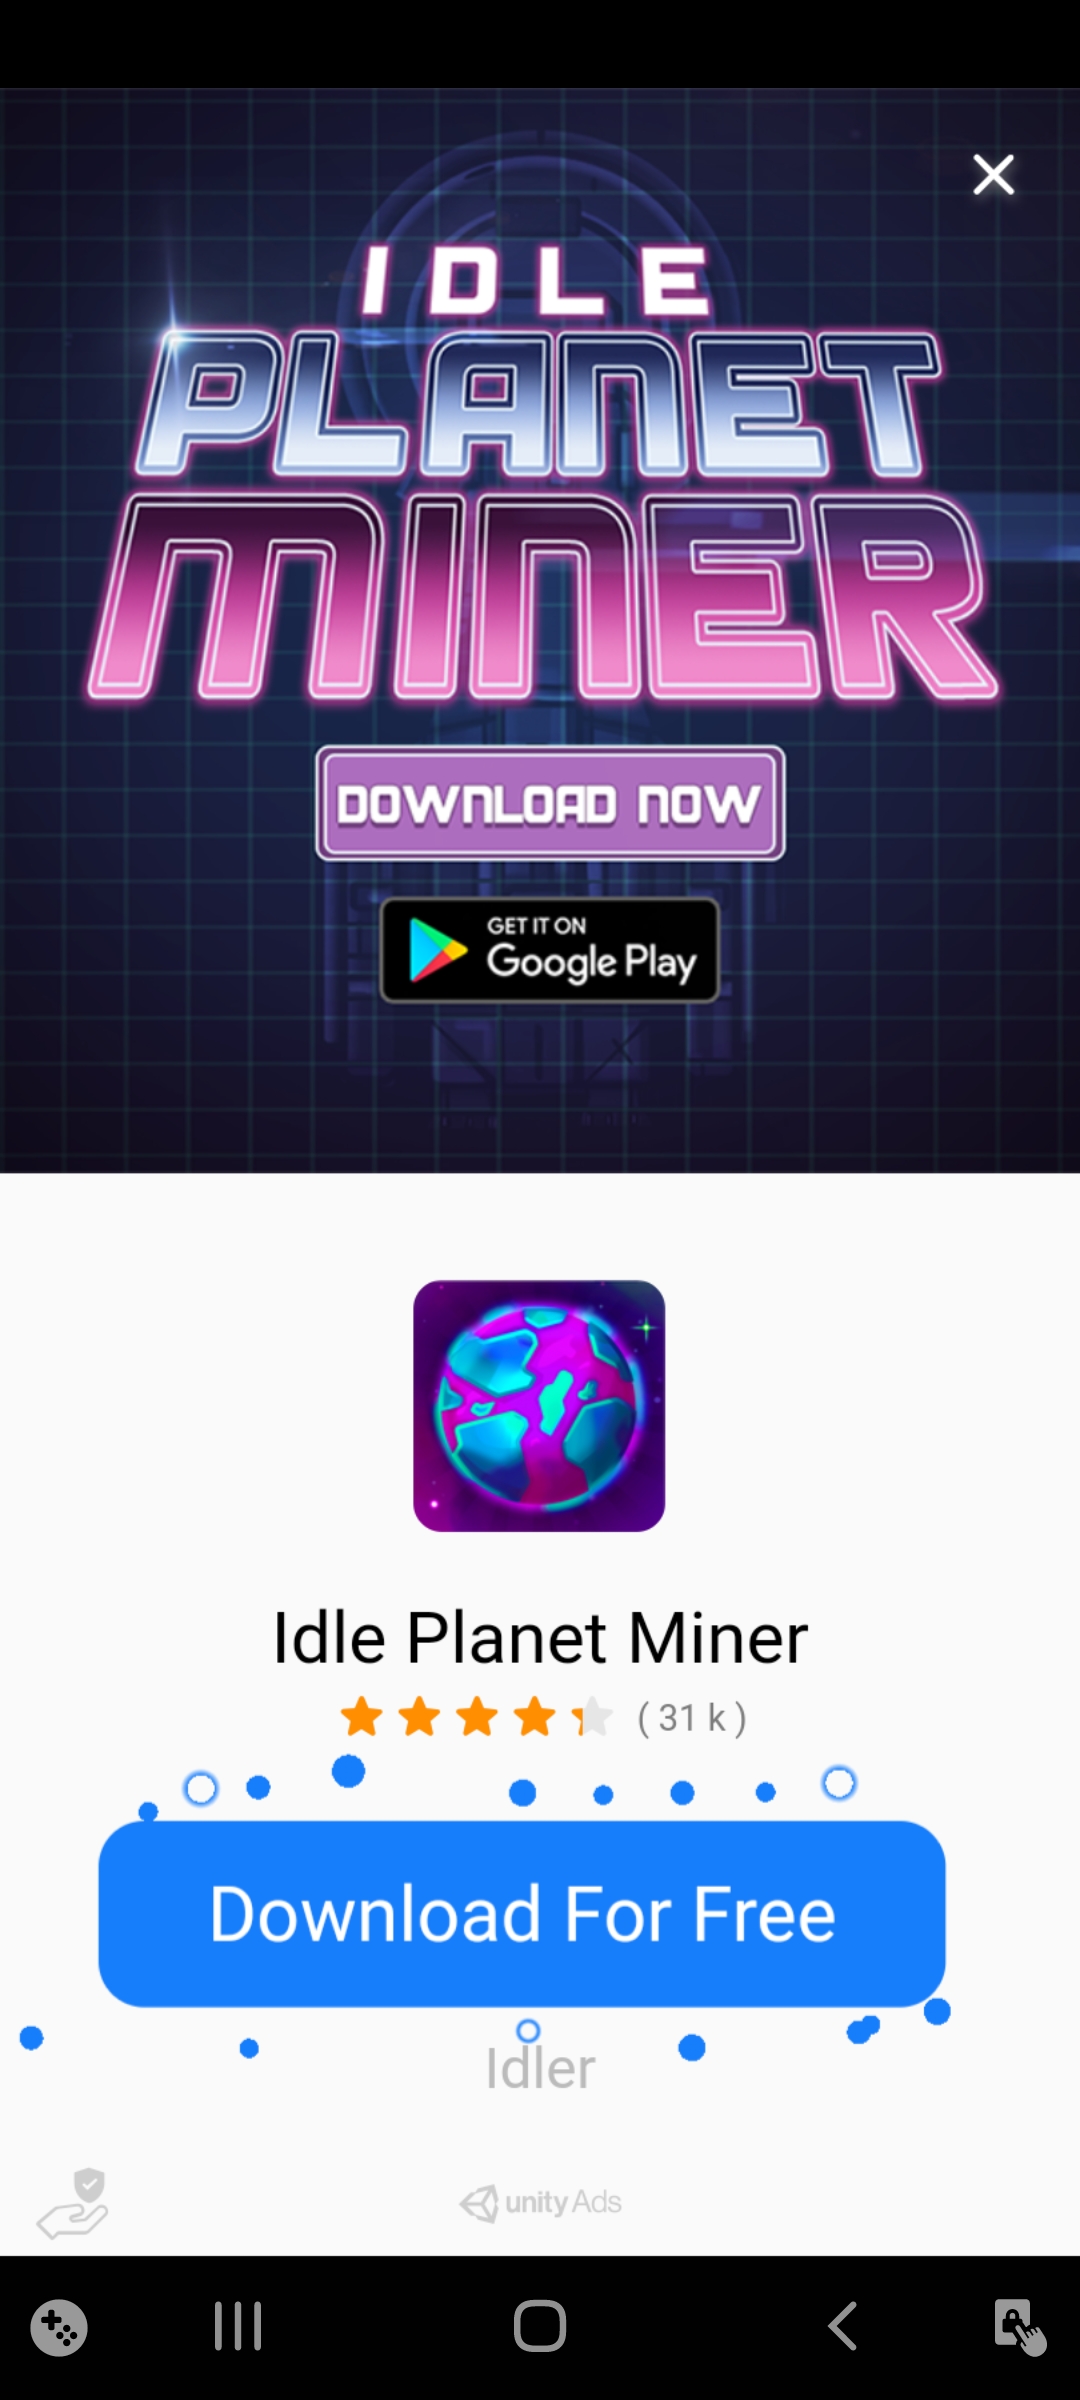 IDLE
PLANET
MINER
DOWNLOAD NOW
GET IT ON
Google Play
Idle Planet Miner
( 31 k )
Download For Free
Idler
unity Ads